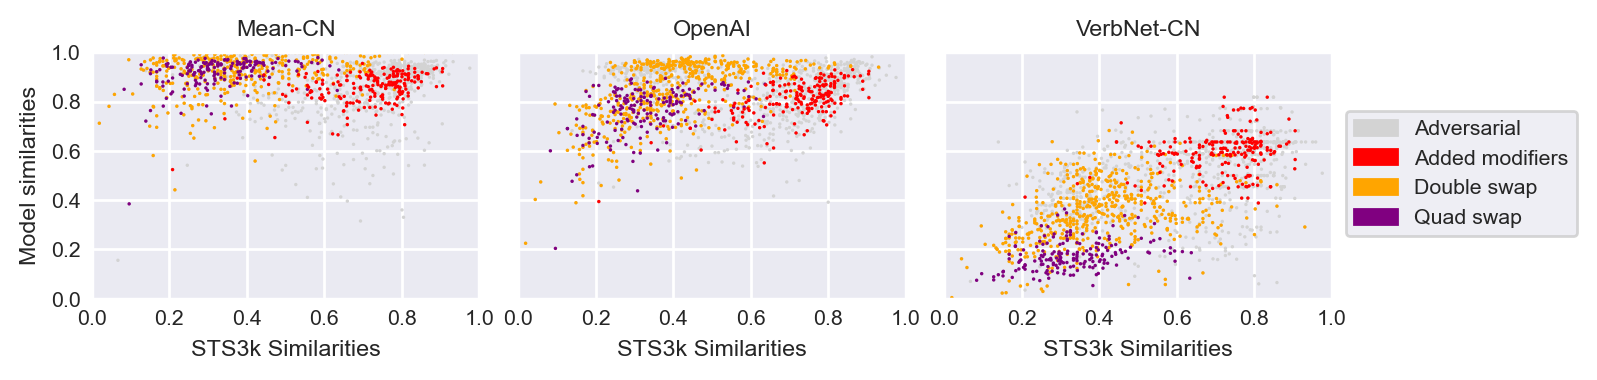 Mean-CN
OpenAI
VerbNet-CN
Model similarities
1.0
0.8
0.6
0.4
0.2
0.0
0.0 0.2 0.4 0.6 0.8 1.0
0.0 0.2 0.4 0.6 0.8 1.0
0.0 0.2 0.4 0.6 0.8 1.0
STS3k Similarities
STS3k Similarities
STS3k Similarities
Adversarial
Added modifiers
Double swap
Quad swap